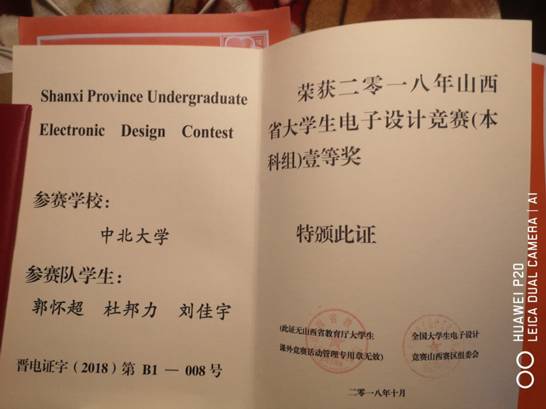 Shanxi Province Undergraduate
Electronic Design Contest
参赛学校：
中北大学
参赛队学生：
郭怀超 杜邦力 刘佳宇
晋电证字（2018）第 B1 — 008 号
荣获二零一八年山西
省大学生电子设计竞赛(本
科组)壹等奖
特颁此证
(此证无山西省教育厅大学生
课外竞赛活动管理专用章无效)
全国大学生电子设计
竞赛山西赛区组委会
二零一八年十月
HUAWEI P20
LEICA DUAL CAMERA | AI